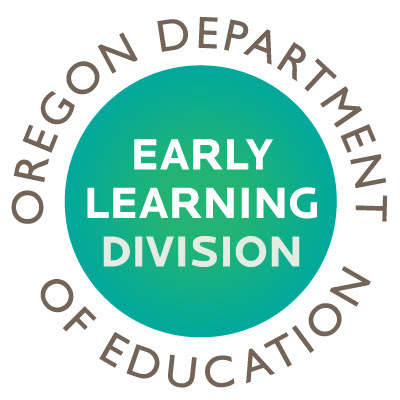 OREGON DEPARTMENT
OF EDUCATION
EARLY
LEARNING
DIVISION